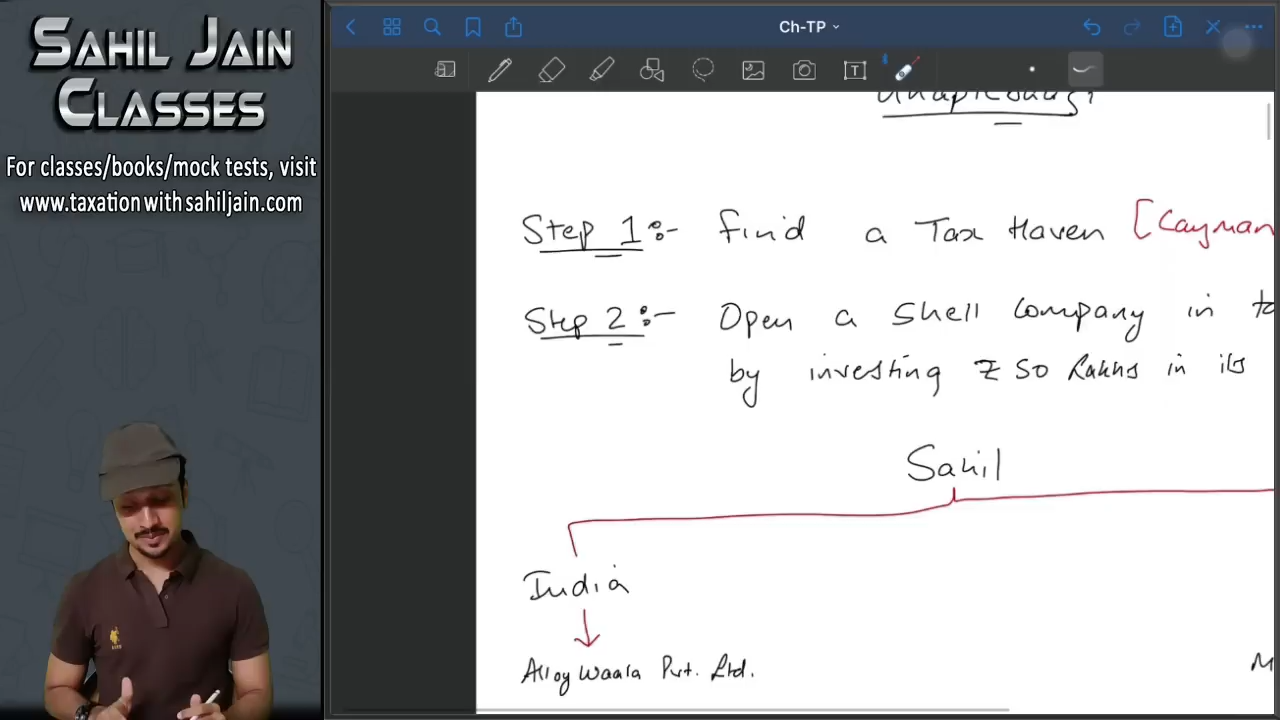 SAHIL JAIN
CLASSES
For classes/books/mock tests, visit
www.taxationwithsahiljain.com
Ch-TP
T
Step 1:- Find a Tax Haven [Cayman
Step 2:- Open a Shell Company in ta
by investing ₹ 50 Lakhs in its
Sahil
India
Alloy Waala Pvt. Ltd.
M